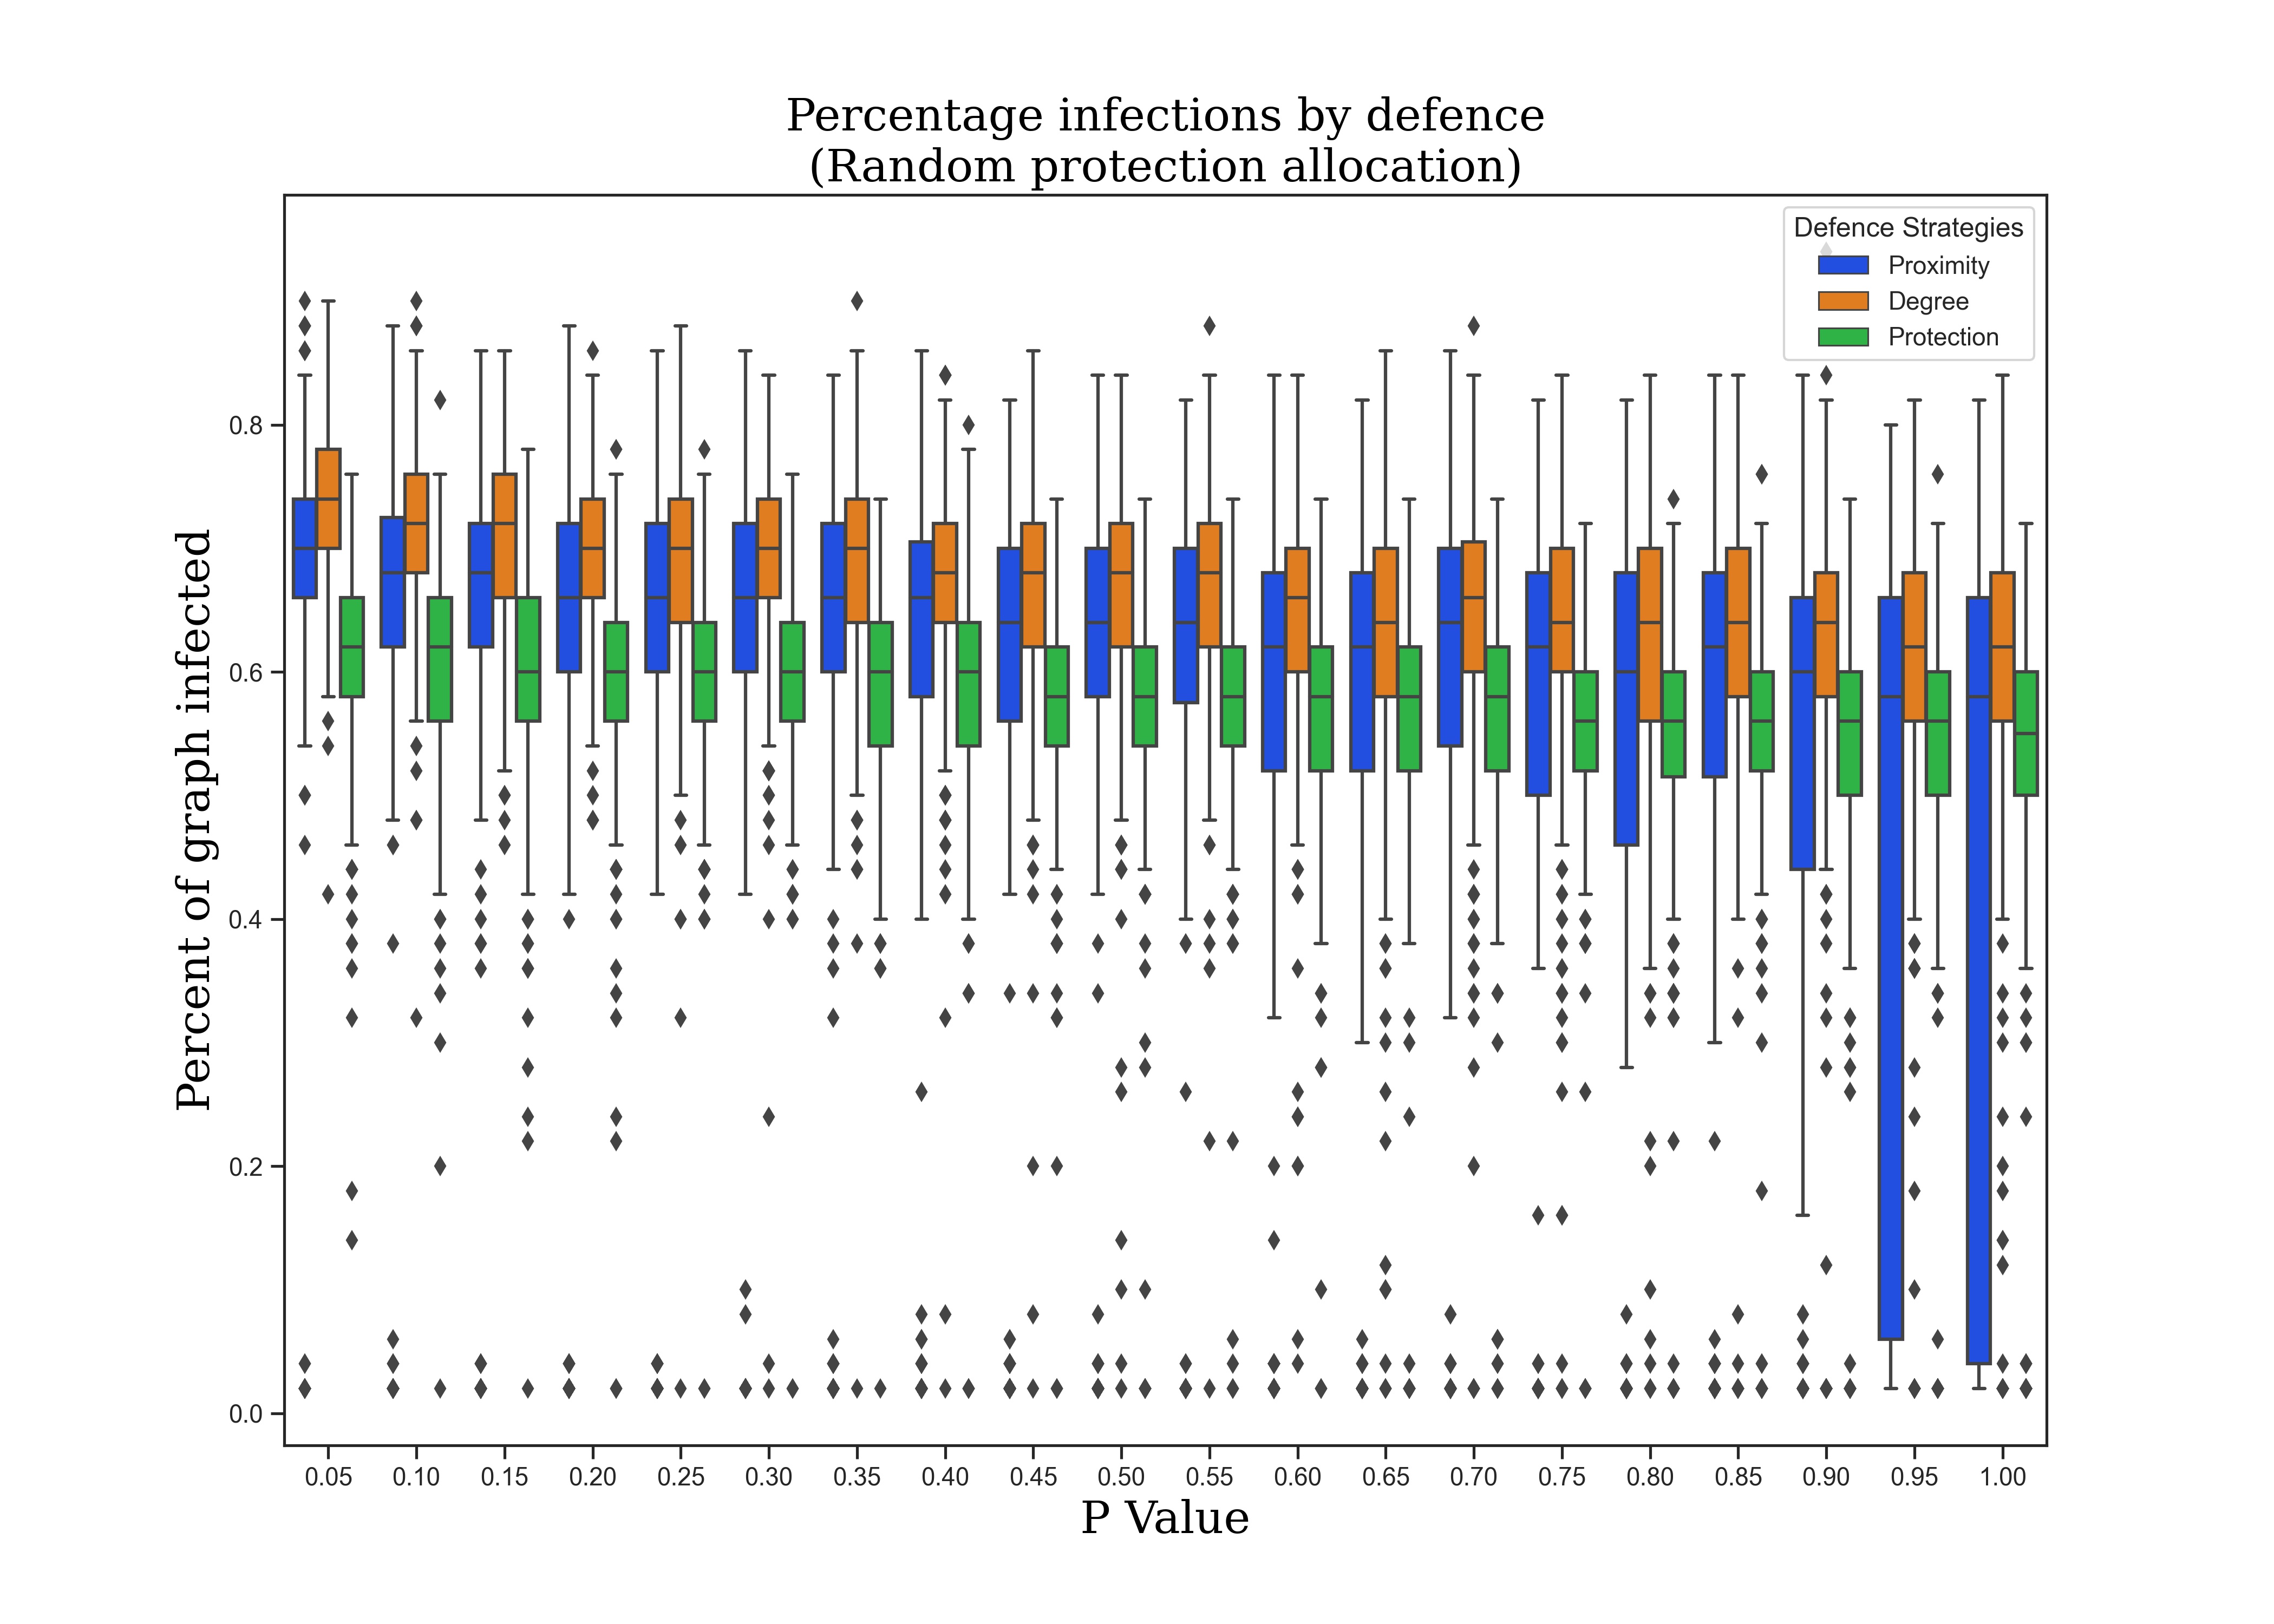 Percentage infections by defence
(Random protection allocation)
Defence Strategies
Proximity
Degree
Protection
Percent of graph infected
0.8
0.6
0.4
0.2
0.0
0.05 0.10 0.15 0.20 0.25 0.30 0.35 0.40 0.45 0.50 0.55 0.60 0.65 0.70 0.75 0.80 0.85 0.90 0.95 1.00
P Value